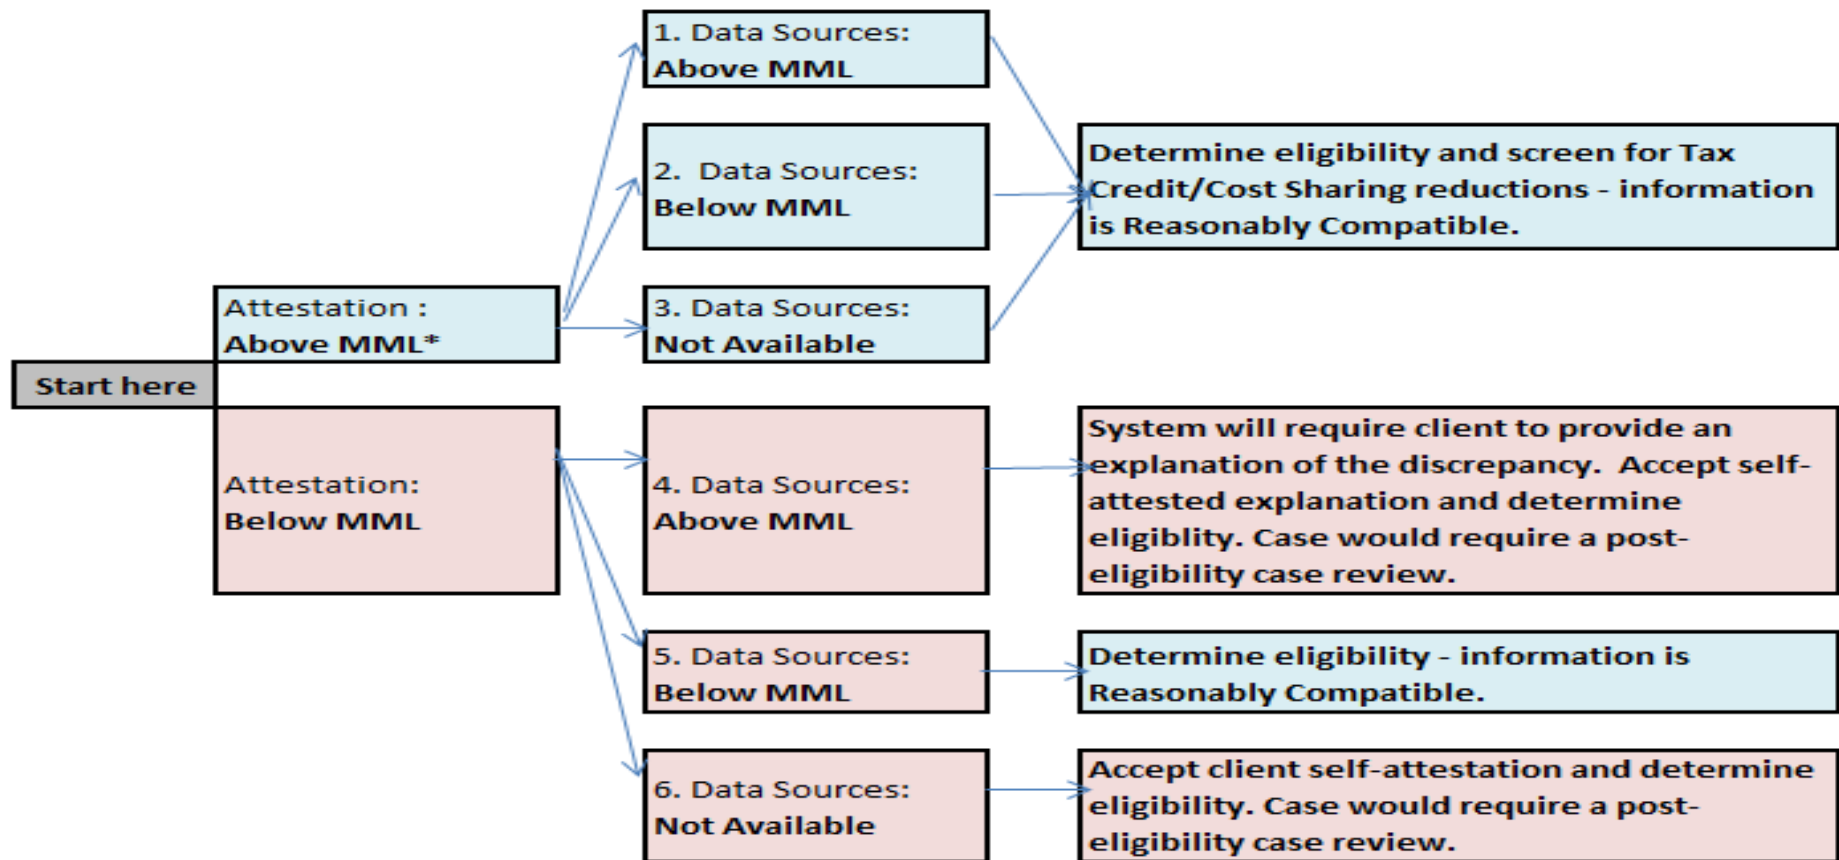 1. Data Sources:
Above MML
2.  Data Sources:
Below MML
Determine eligibility and screen for Tax
Credit/Cost Sharing reductions - information
is Reasonably Compatible.
Attestation :
Above MML*
3. Data Sources:
Not Available
Start here
Attestation:
Below MML
4. Data Sources:
Above MML
System will require client to provide an
explanation of the discrepancy.  Accept self-
attested explanation and determine
eligiblity. Case would require a post-
eligibility case review.
5. Data Sources:
Below MML
Determine eligibility - information is
Reasonably Compatible.
6. Data Sources:
Not Available
Accept client self-attestation and determine
eligibility. Case would require a post-
eligibility case review.